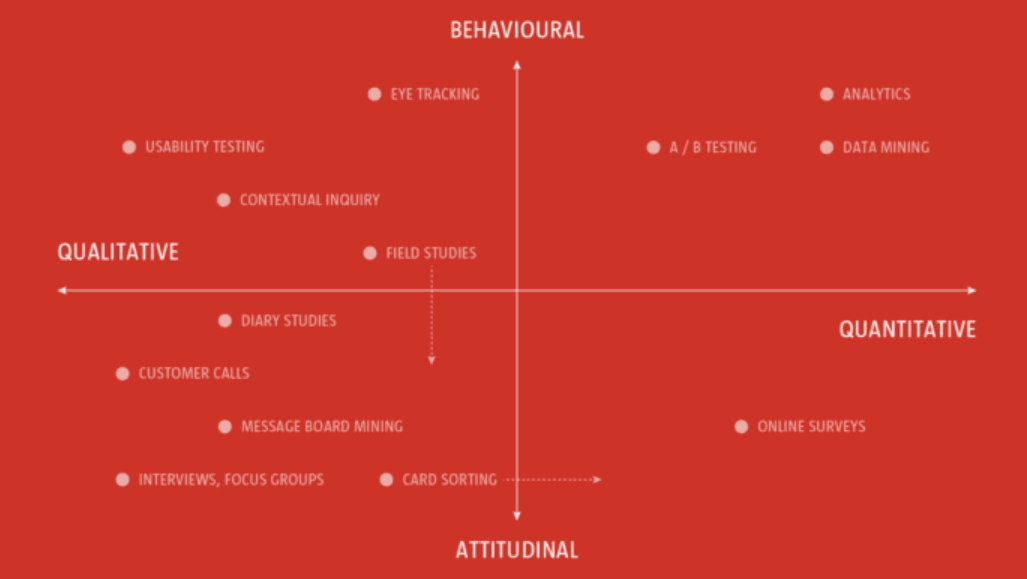 BEHAVIOURAL
EYE TRACKING
ANALYTICS
USABILITY TESTING
A / B TESTING
DATA MINING
CONTEXTUAL INQUIRY
QUALITATIVE
FIELD STUDIES
DIARY STUDIES
QUANTITATIVE
CUSTOMER CALLS
MESSAGE BOARD MINING
ONLINE SURVEYS
INTERVIEWS, FOCUS GROUPS
CARD SORTING
ATTITUDINAL